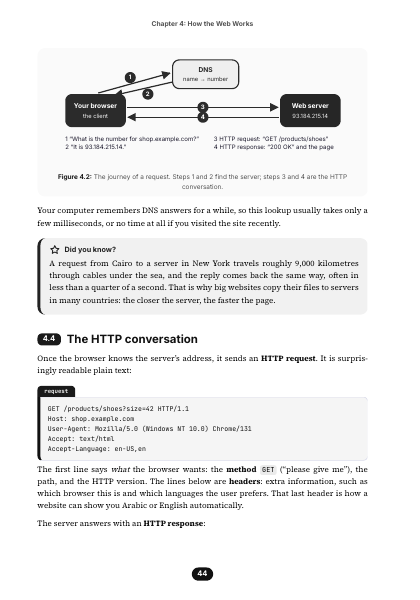 Chapter 4: How the Web Works
DNS
name → number
1
2
Your browser
the client
3
4
Web server
93.184.215.14
1 “What is the number for shop.example.com?”
2 “It is 93.184.215.14.”
3 HTTP request: “GET /products/shoes”
4 HTTP response: “200 OK” and the page
Figure 4.2: The journey of a request. Steps 1 and 2 find the server; steps 3 and 4 are the HTTP
conversation.
Your computer remembers DNS answers for a while, so this lookup usually takes only a
few milliseconds, or no time at all if you visited the site recently.
Did you know?
A request from Cairo to a server in New York travels roughly 9,000 kilometres
through cables under the sea, and the reply comes back the same way, often in
less than a quarter of a second. That is why big websites copy their files to servers
in many countries: the closer the server, the faster the page.
4.4 The HTTP conversation
Once the browser knows the server’s address, it sends an HTTP request. It is surpris-
ingly readable plain text:
request
GET /products/shoes?size=42 HTTP/1.1
Host: shop.example.com
User-Agent: Mozilla/5.0 (Windows NT 10.0) Chrome/131
Accept: text/html
Accept-Language: en-US,en
The first line says what the browser wants: the method GET (“please give me”), the
path, and the HTTP version. The lines below are headers: extra information, such as
which browser this is and which languages the user prefers. That last header is how a
website can show you Arabic or English automatically.
The server answers with an HTTP response:
44